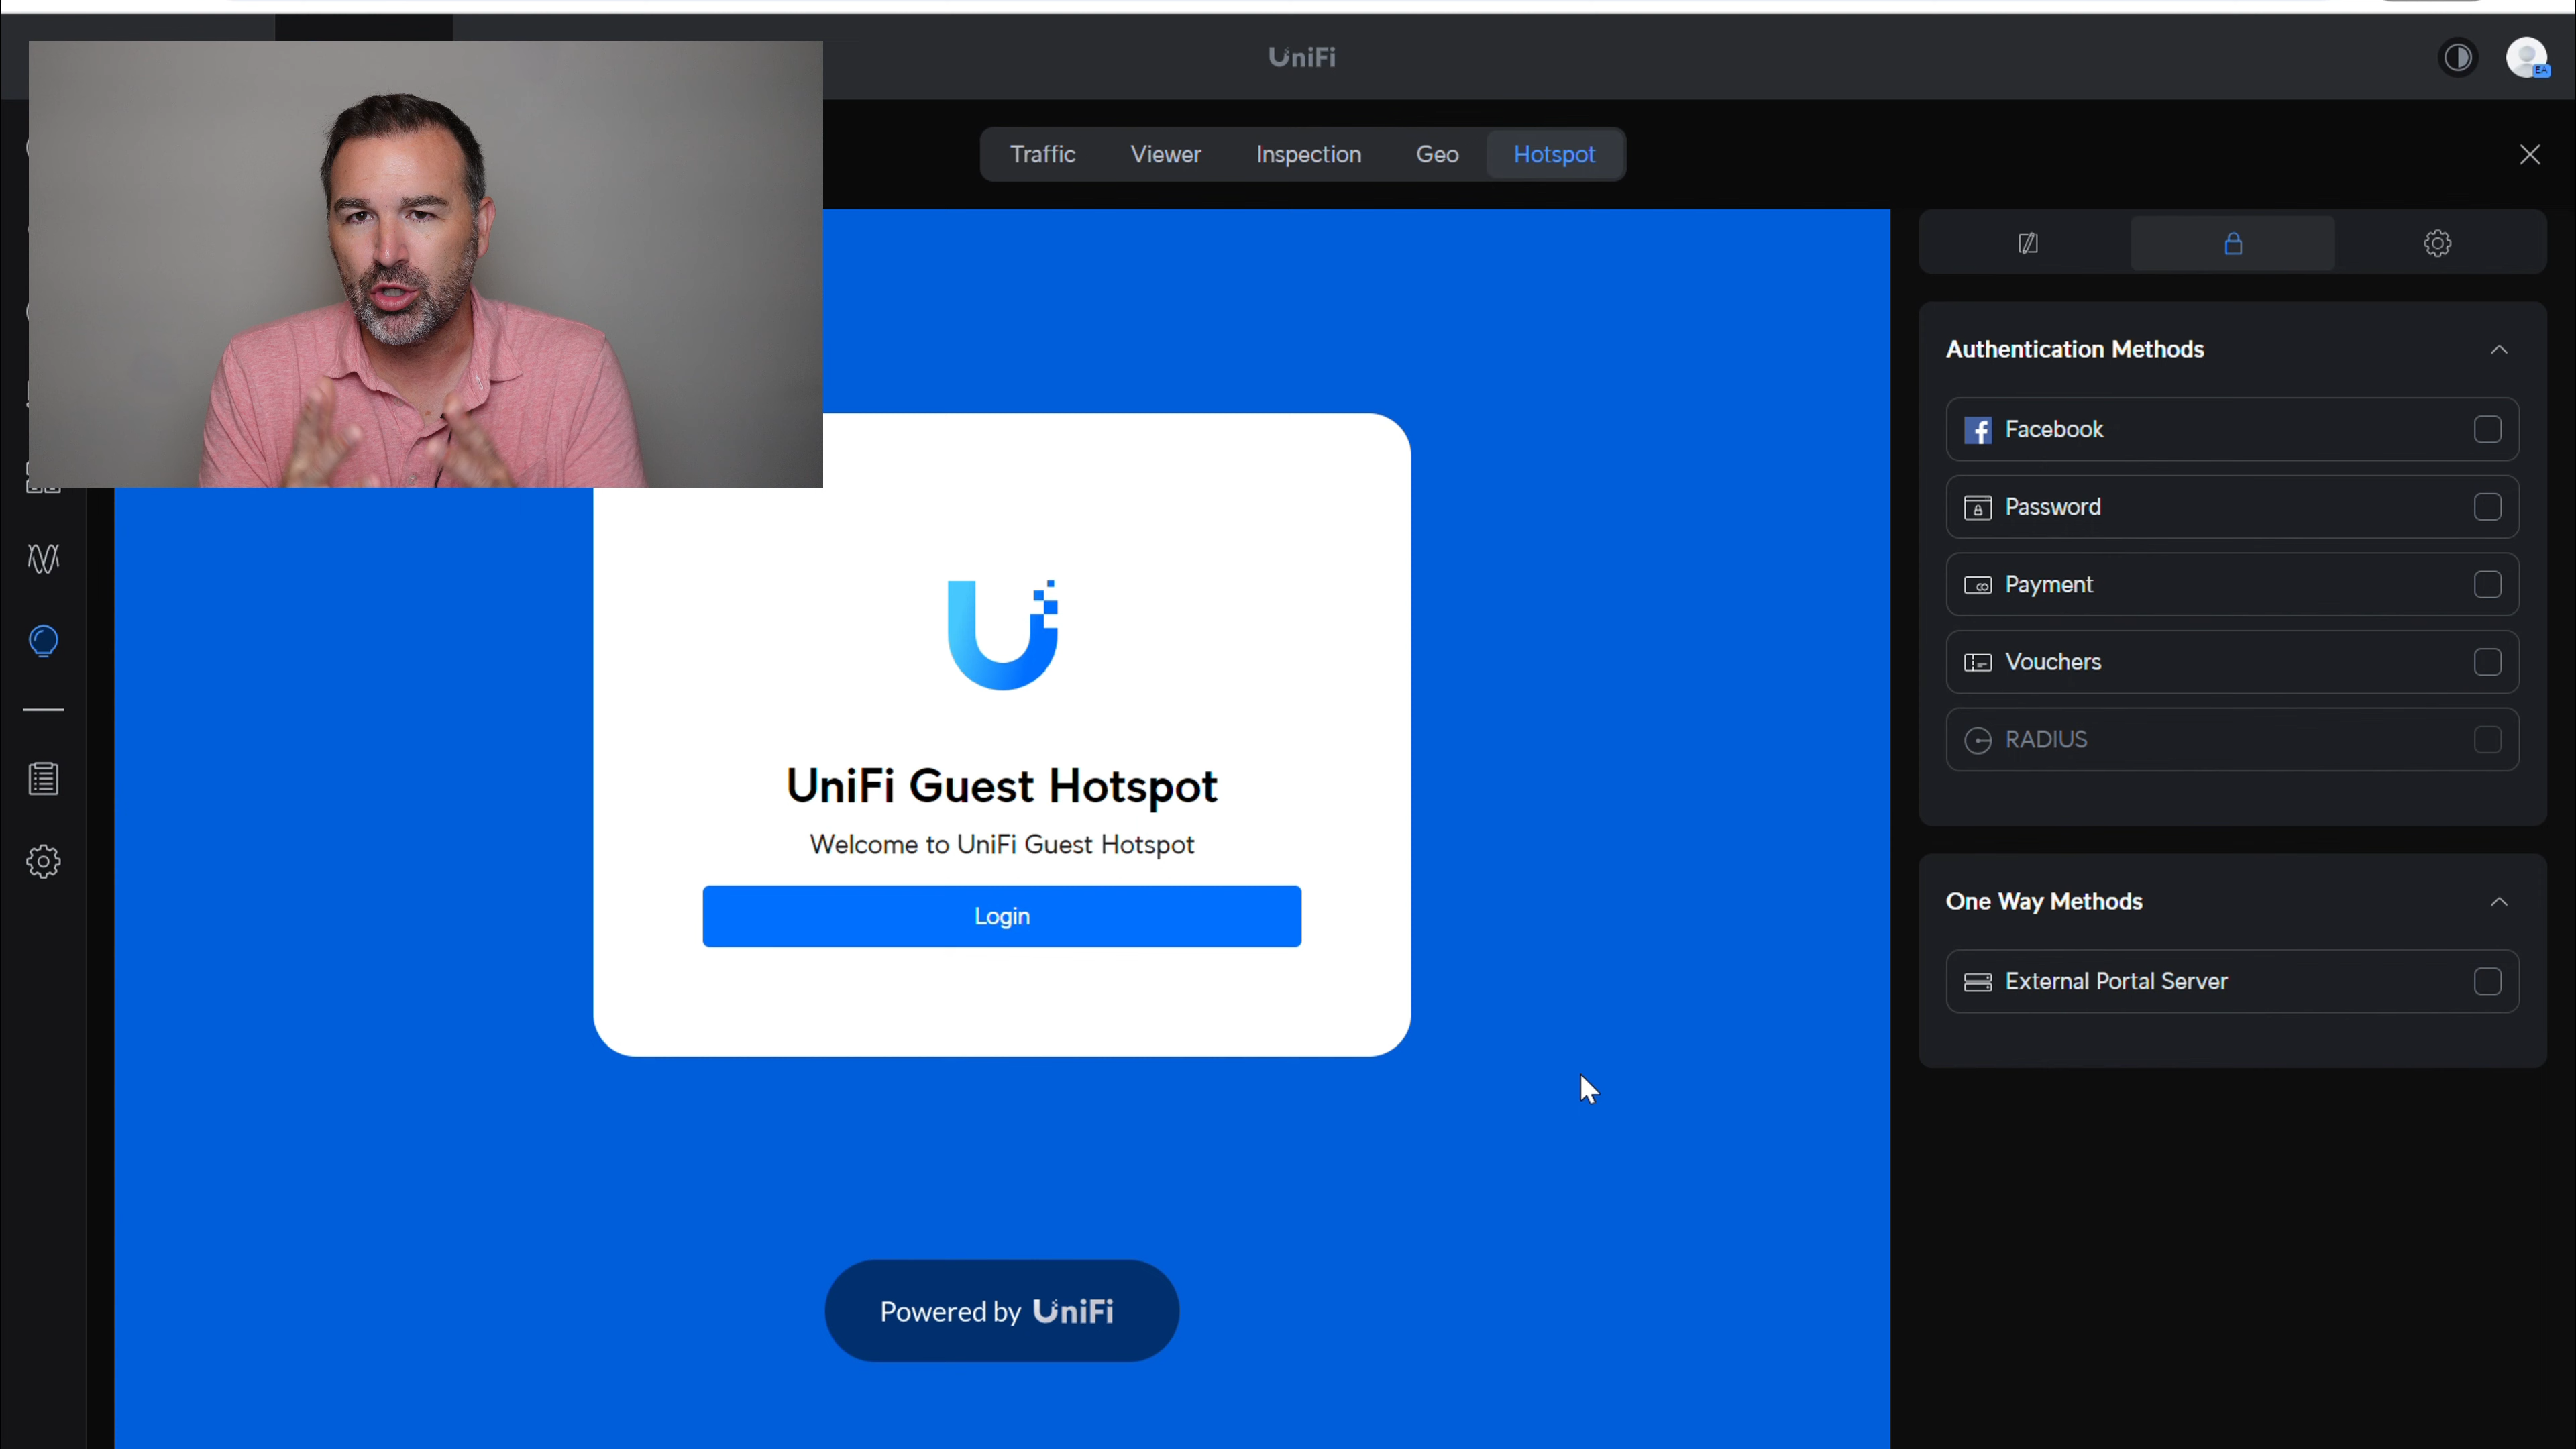 UniFi
EA
Traffic Viewer Inspection Geo Hotspot
Authentication Methods
Facebook
Password
Payment
Vouchers
RADIUS
One Way Methods
External Portal Server
UniFi Guest Hotspot
Welcome to UniFi Guest Hotspot
Login
Powered by UniFi